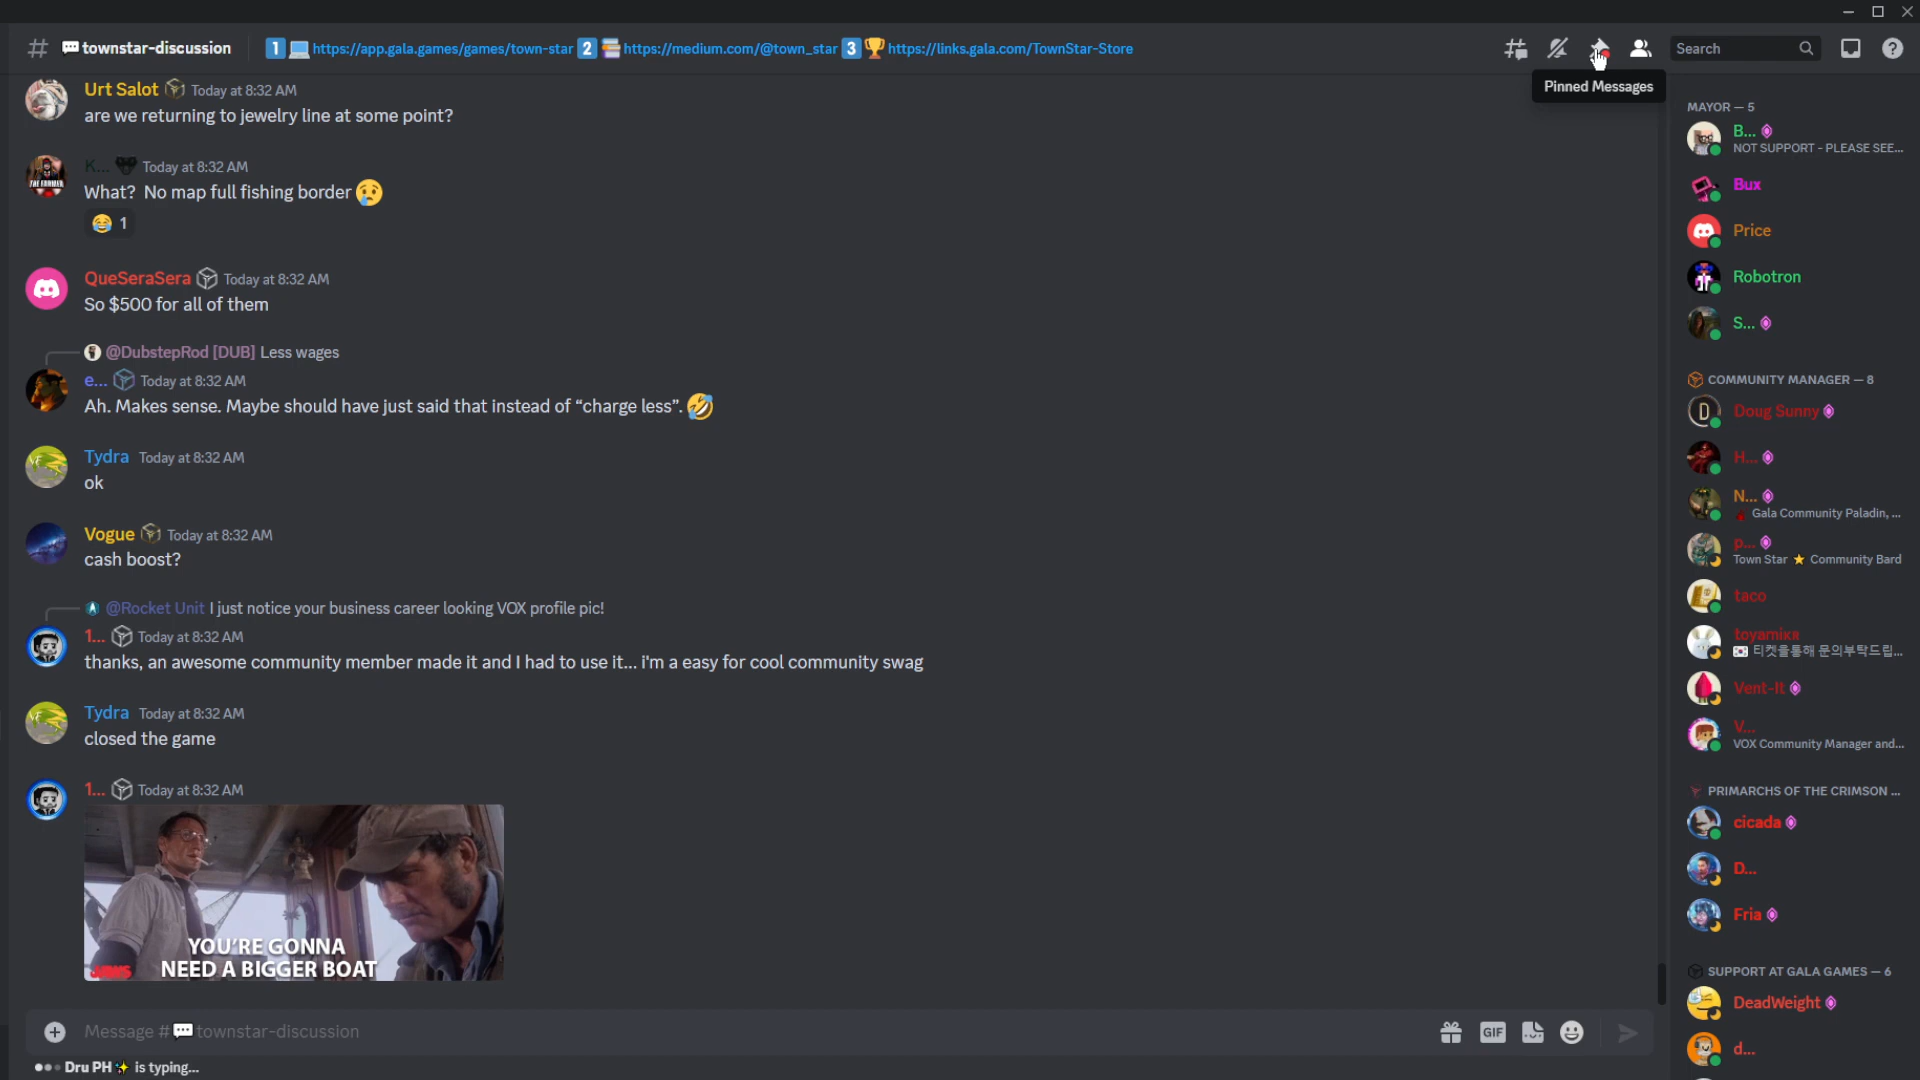 townstar-discussion
1 https://app.gala.games/games/town-star 2 https://medium.com/@town_star 3 https://links.gala.com/TownStar-Store
Search
Pinned Messages
Urt Salot Today at 8:32 AM
are we returning to jewelry line at some point?
K... Today at 8:32 AM
THE FARMER
What? No map full fishing border 😢
😂 1
QueSeraSera Today at 8:32 AM
So $500 for all of them
@DubstepRod [DUB] Less wages
e... Today at 8:32 AM
Ah. Makes sense. Maybe should have just said that instead of “charge less”. 🤣
Tydra Today at 8:32 AM
ok
Vogue Today at 8:32 AM
cash boost?
@Rocket Unit I just notice your business career looking VOX profile pic!
1... Today at 8:32 AM
thanks, an awesome community member made it and I had to use it... i'm a easy for cool community swag
Tydra Today at 8:32 AM
closed the game
1... Today at 8:32 AM
YOU'RE GONNA
NEED A BIGGER BOAT
JAWS
Message # 💬 townstar-discussion
GIF
Dru PH✨ is typing...
MAYOR — 5
B...
NOT SUPPORT - PLEASE SEE...
Bux
Price
Robotron
S...
COMMUNITY MANAGER — 8
Doug Sunny
H...
N...
Gala Community Paladin, ...
p...
Town Star ⭐ Community Bard
taco
toyamiкʀ
🇰🇷 티켓을통해 문의부탁드립...
Vent-It
V...
VOX Community Manager and...
PRIMARCHS OF THE CRIMSON ...
cicada
D...
Fria
SUPPORT AT GALA GAMES — 6
DeadWeight
d...